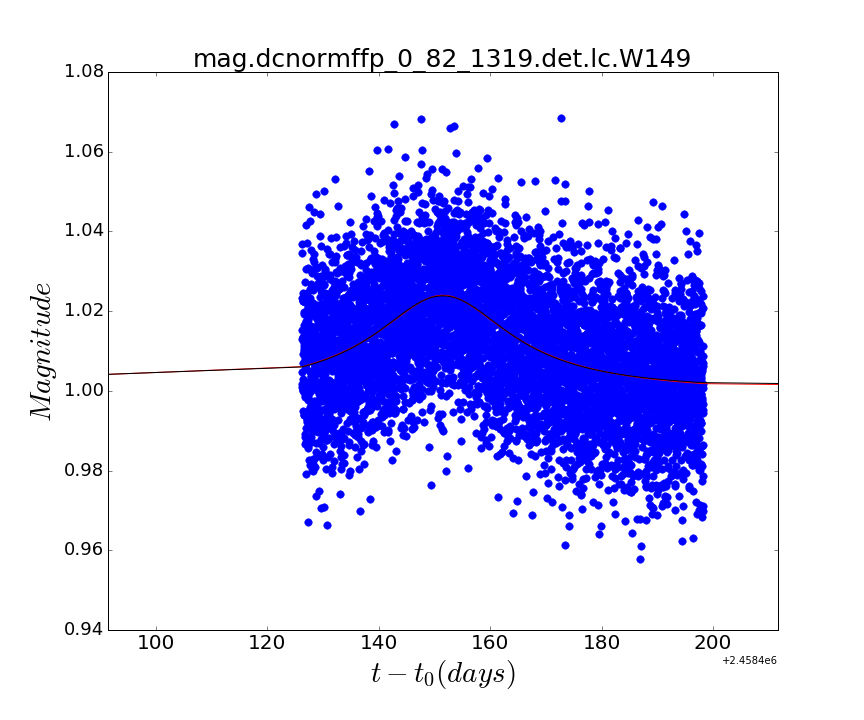 mag.dcnormffp_0_82_1319.det.lc.W149
1.08
1.06
1.04
1.02
1.00
0.98
0.96
0.94
Magnitude
100 120 140 160 180 200
+2.4584e6
t − t₀(days)